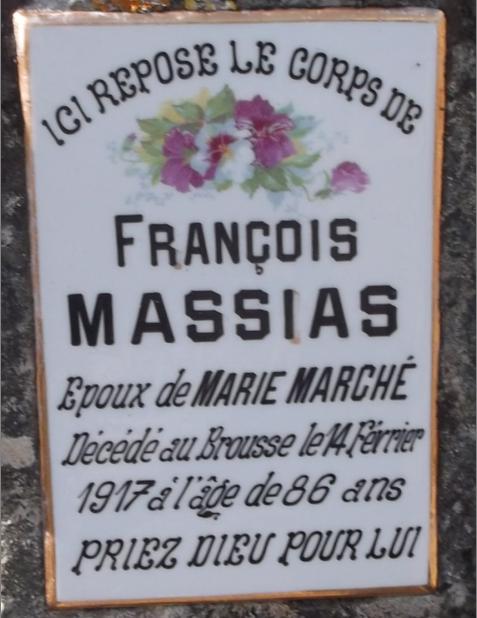 ICI REPOSE LE CORPS DE
FRANÇOIS
MASSIAS
Epoux de MARIE MARCHÉ
Décédé au Brousse le 14 Février
1917 à l'âge de 86 ans
PRIEZ DIEU POUR LUI